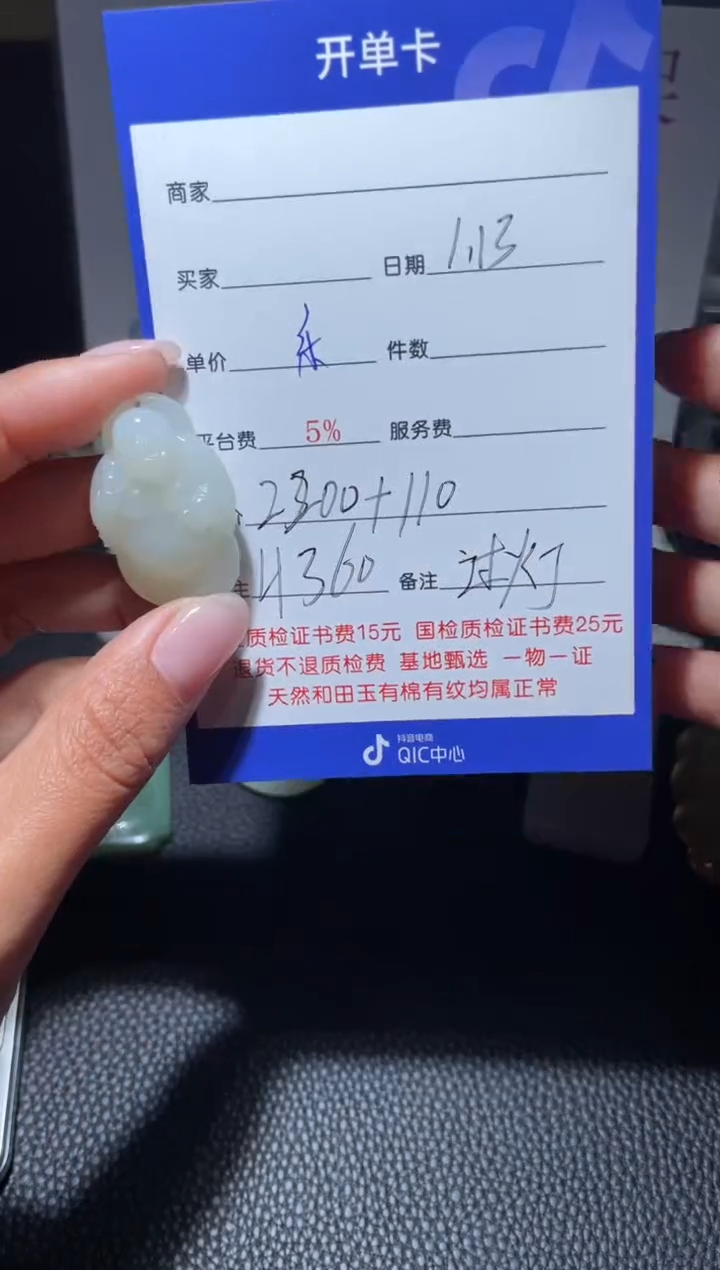 开单卡
商家
买家 日期 1.13
单价 件数
平台费 5% 服务费
2300+110
4360 备注 过灯
质检证书费15元 国检质检证书费25元
退货不退质检费 基地甄选 一物一证
天然和田玉有棉有纹均属正常
抖音电商
QIC中心